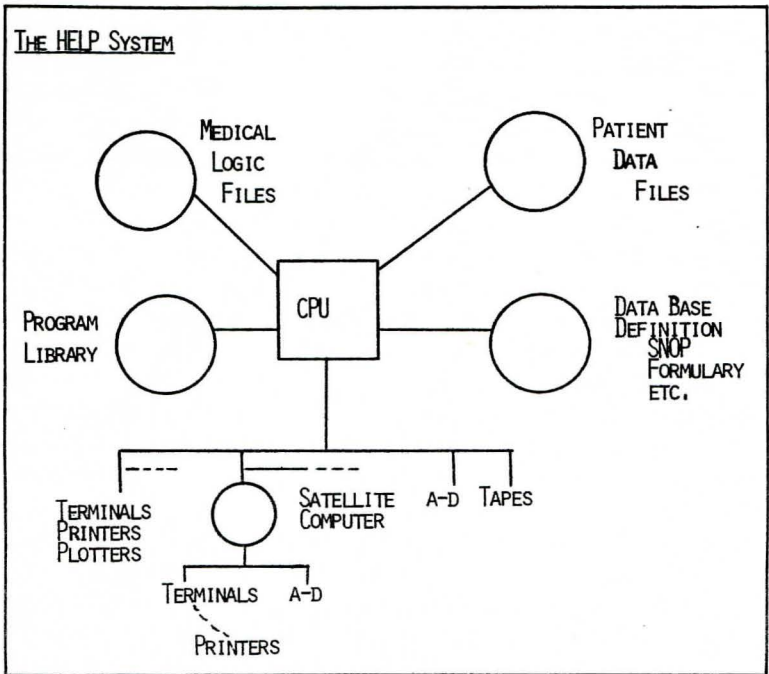 THE HELP SYSTEM
MEDICAL
LOGIC
FILES
PATIENT
DATA
FILES
CPU
PROGRAM
LIBRARY
DATA BASE
DEFINITION
SNOP
FORMULARY
ETC.
TERMINALS
PRINTERS
PLOTTERS
SATELLITE
COMPUTER
A-D
TAPES
TERMINALS
A-D
PRINTERS